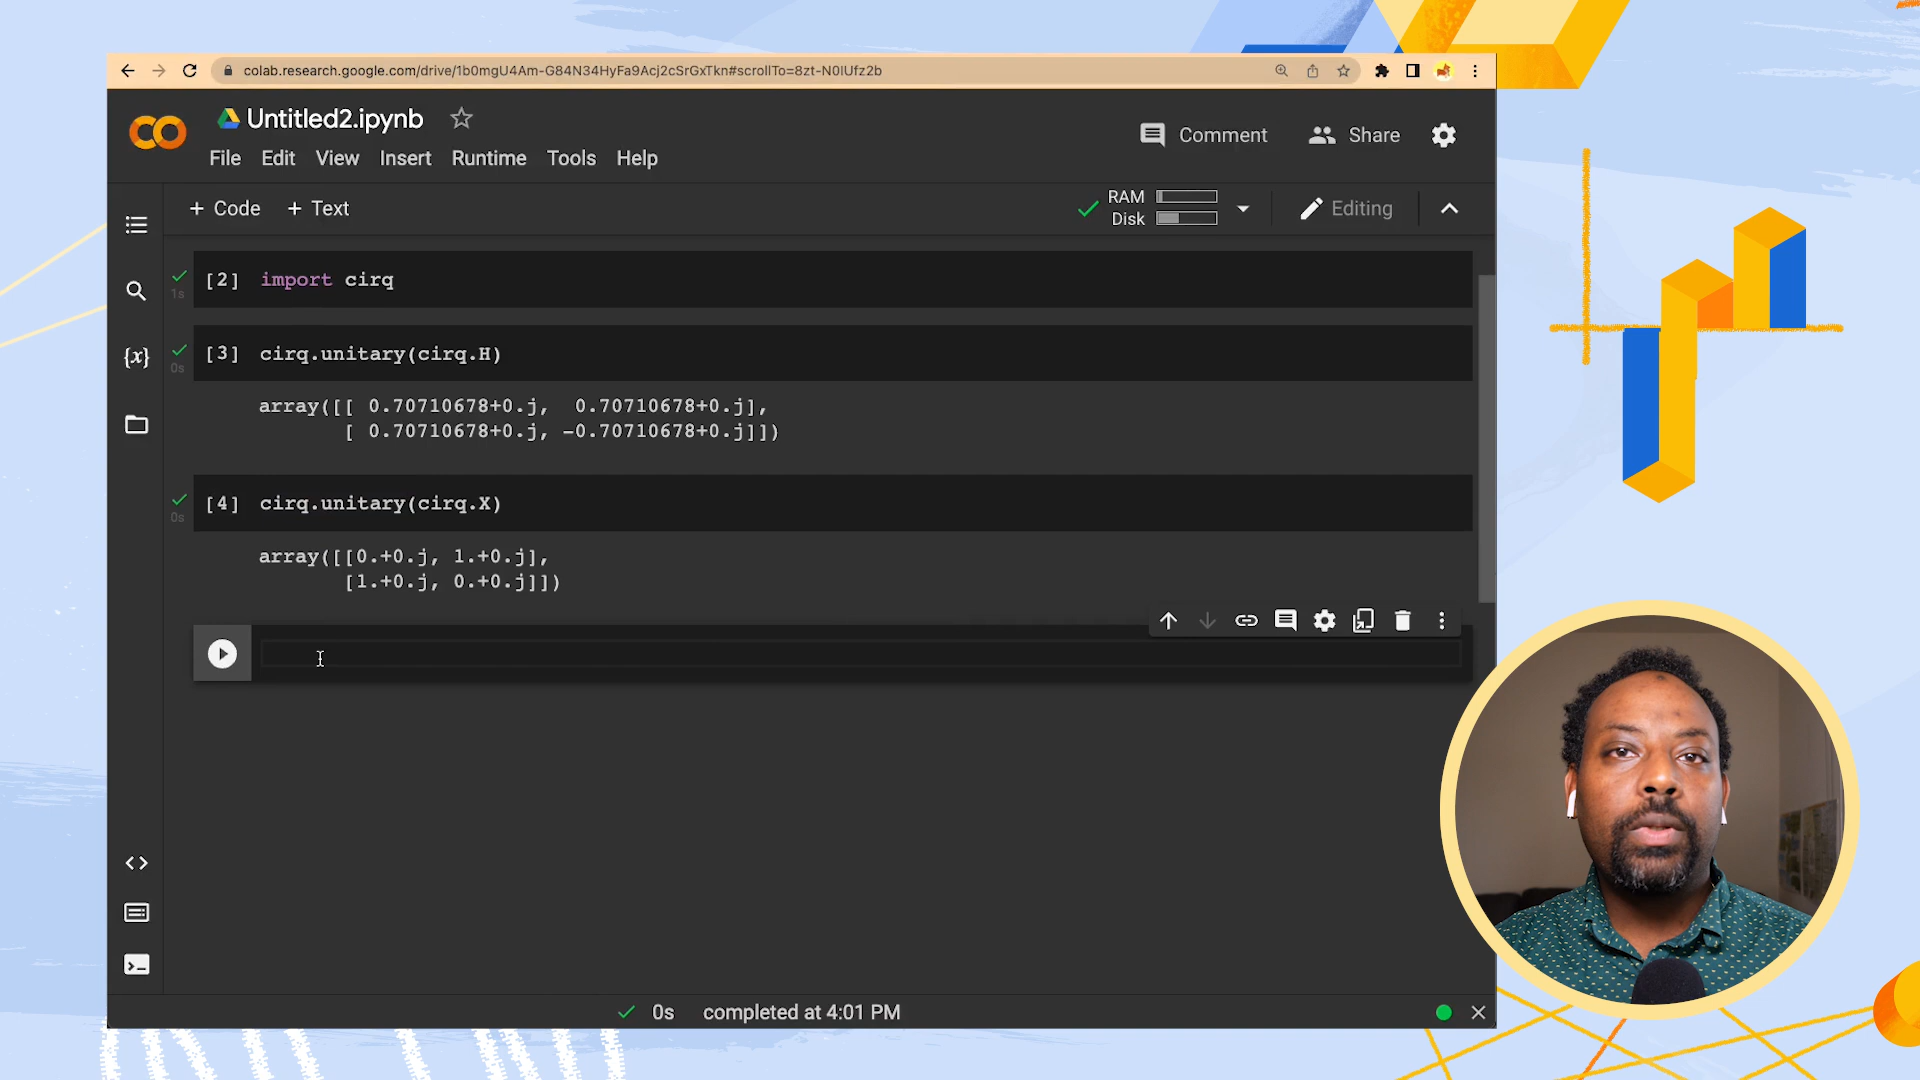 colab.research.google.com/drive/1b0mgU4Am-G84N34HyFa9Acj2cSrGxTkn#scrollTo=8zt-N0lUfz2b
Untitled2.ipynb
Comment
Share
File Edit View Insert Runtime Tools Help
+ Code + Text
RAM
Disk
Editing
[2] import cirq
1s
[3] cirq.unitary(cirq.H)
0s
array([[ 0.70710678+0.j,  0.70710678+0.j],
[ 0.70710678+0.j, -0.70710678+0.j]])
[4] cirq.unitary(cirq.X)
0s
array([[0.+0.j, 1.+0.j],
[1.+0.j, 0.+0.j]])
{x}
0s completed at 4:01 PM